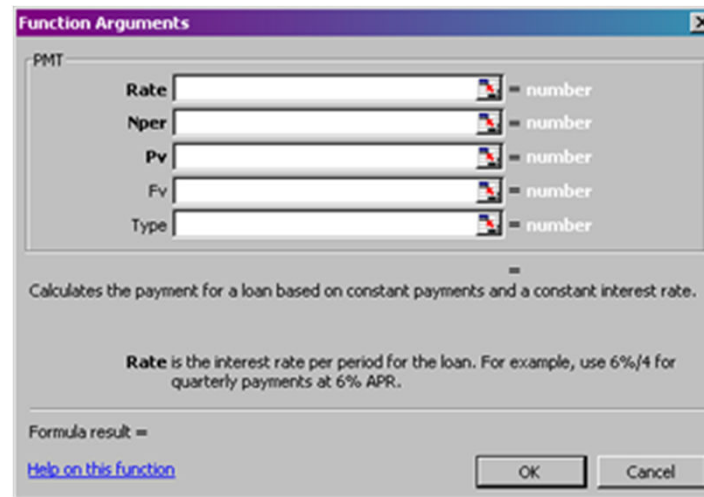 Function Arguments
PMT
Rate = number
Nper = number
Pv = number
Fv = number
Type = number
=
Calculates the payment for a loan based on constant payments and a constant interest rate.
Rate is the interest rate per period for the loan. For example, use 6%/4 for
quarterly payments at 6% APR.
Formula result =
Help on this function OK Cancel